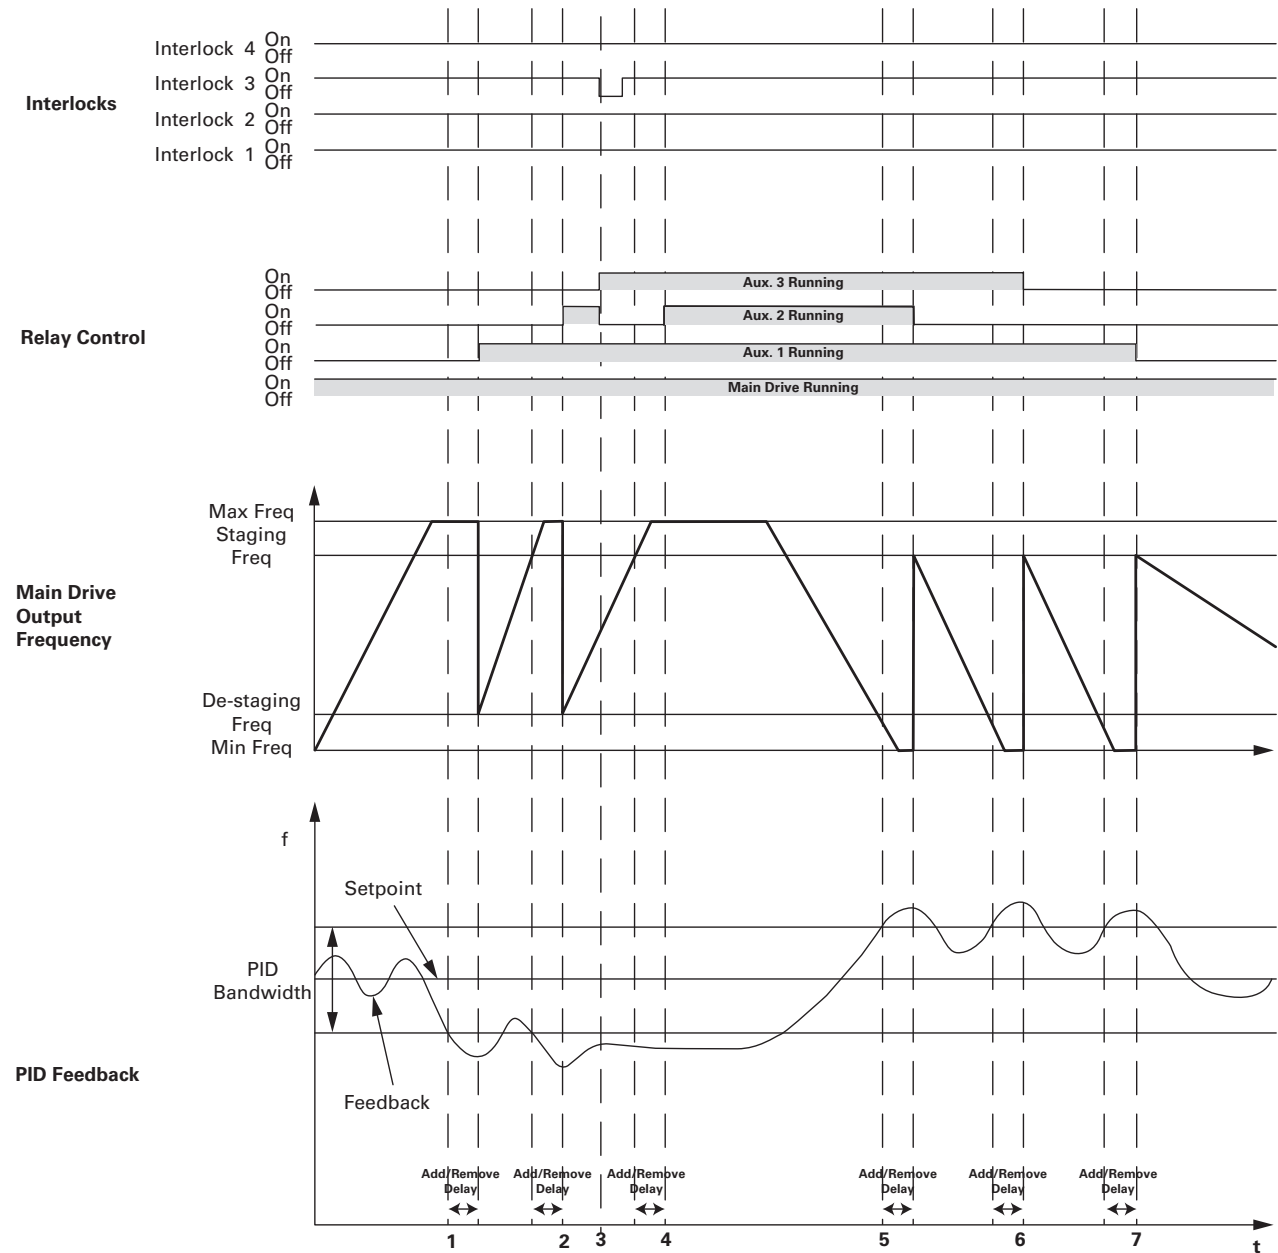 Interlocks
Interlock 4 On
Off
Interlock 3 On
Off
Interlock 2 On
Off
Interlock 1 On
Off
Relay Control
On
Off
Aux. 3 Running
On
Off
Aux. 2 Running
On
Off
Aux. 1 Running
On
Off
Main Drive Running
Main Drive
Output
Frequency
Max Freq
Staging
Freq
De-staging
Freq
Min Freq
PID Feedback
f
Setpoint
PID
Bandwidth
Feedback
Add/Remove
Delay
Add/Remove
Delay
Add/Remove
Delay
Add/Remove
Delay
Add/Remove
Delay
Add/Remove
Delay
1 2 3 4 5 6 7 t